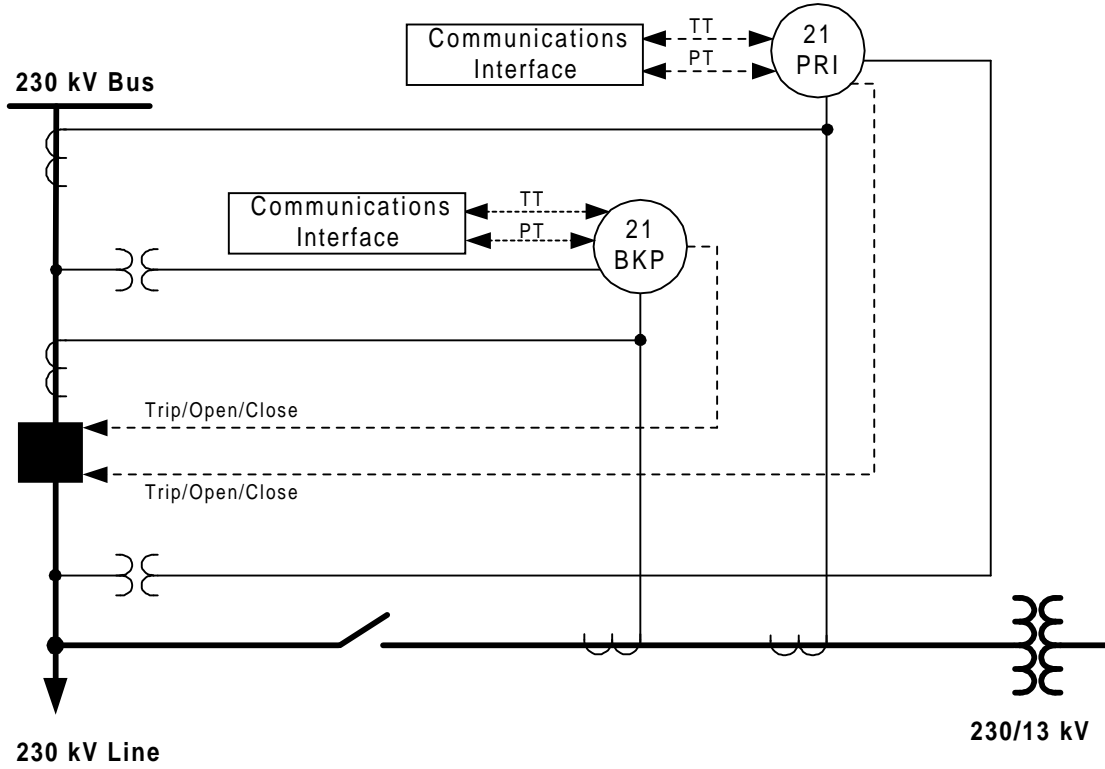 Communications
Interface
TT
PT
21
PRI
230 kV Bus
Communications
Interface
TT
PT
21
BKP
Trip/Open/Close
Trip/Open/Close
230/13 kV
230 kV Line